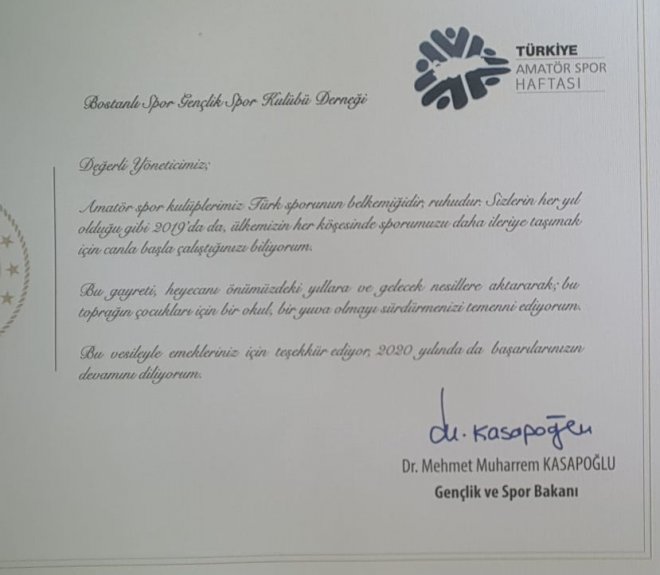 TÜRKİYE
AMATÖR SPOR
HAFTASI
Bostanlı Spor Gençlik Spor Kulübü Derneği
Değerli Yöneticimiz;
Amatör spor kulüplerimiz Türk sporunun belkemiğidir, ruhudur. Sizlerin her yıl
olduğu gibi 2019'da da, ülkemizin her köşesinde sporumuzu daha ileriye taşımak
için canla başla çalıştığınızı biliyorum.
Bu gayreti, heyecanı önümüzdeki yıllara ve gelecek nesillere aktararak; bu
toprağın çocukları için bir okul, bir yuva olmayı sürdürmenizi temenni ediyorum.
Bu vesileyle emekleriniz için teşekkür ediyor, 2020 yılında da başarılarınızın
devamını diliyorum.
Dr. Kasapoğlu
Dr. Mehmet Muharrem KASAPOĞLU
Gençlik ve Spor Bakanı